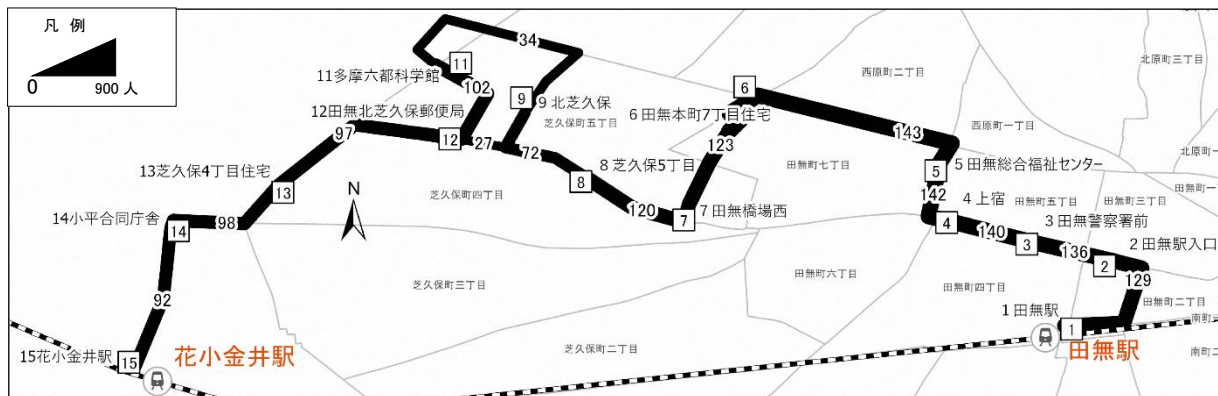 凡 例
0 900 人
34
11
11多摩六都科学館
102
9
9 北芝久保
12田無北芝久保郵便局
97
12
27
72
芝久保町五丁目
6
6 田無本町7丁目住宅
143
123
西原町二丁目
西原町一丁目
北原町三丁目
北原一
13芝久保4丁目住宅
13
8 芝久保5丁目
8
120
7
7 田無橋場西
田無町七丁目
5
5 田無総合福祉センター
142
4 上宿
4
140
田無町五丁目
田無町三丁目
田無町一
3 田無警察署前
3
136
2 田無駅入口
2
129
14小平合同庁舎
14
98
N
芝久保町四丁目
芝久保町三丁目
田無町六丁目
田無町四丁目
田無町二丁目
92
1 田無駅
1
南町
南町二
芝久保町二丁目
15花小金井駅
15
花小金井駅
田無駅